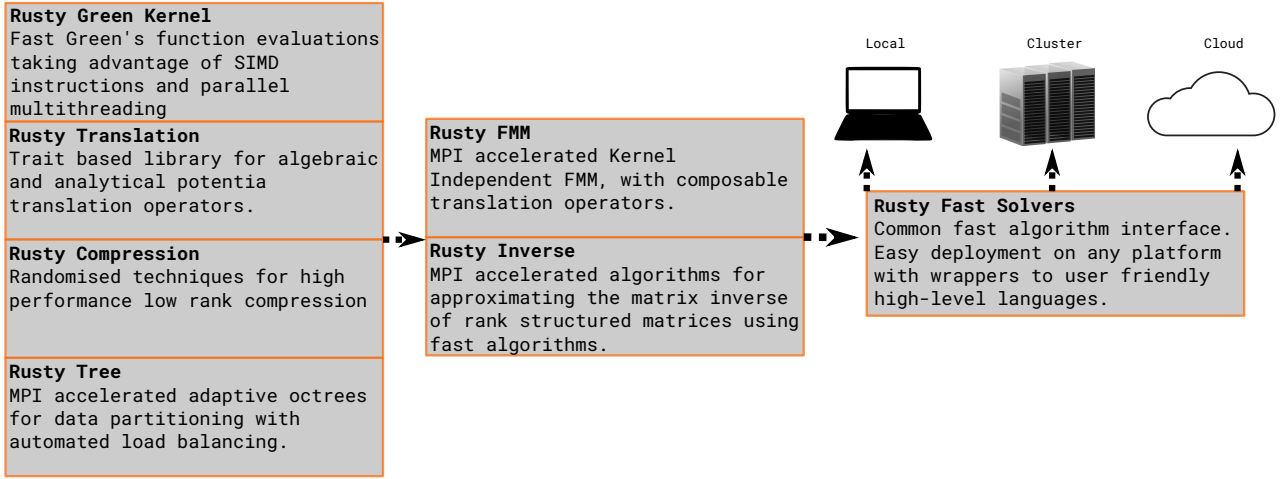 Rusty Green Kernel
Fast Green's function evaluations
taking advantage of SIMD
instructions and parallel
multithreading
Rusty Translation
Trait based library for algebraic
and analytical potentia
translation operators.
Rusty Compression
Randomised techniques for high
performance low rank compression
Rusty Tree
MPI accelerated adaptive octrees
for data partitioning with
automated load balancing.
Rusty FMM
MPI accelerated Kernel
Independent FMM, with composable
translation operators.
Rusty Inverse
MPI accelerated algorithms for
approximating the matrix inverse
of rank structured matrices using
fast algorithms.
Local
Cluster
Cloud
Rusty Fast Solvers
Common fast algorithm interface.
Easy deployment on any platform
with wrappers to user friendly
high-level languages.